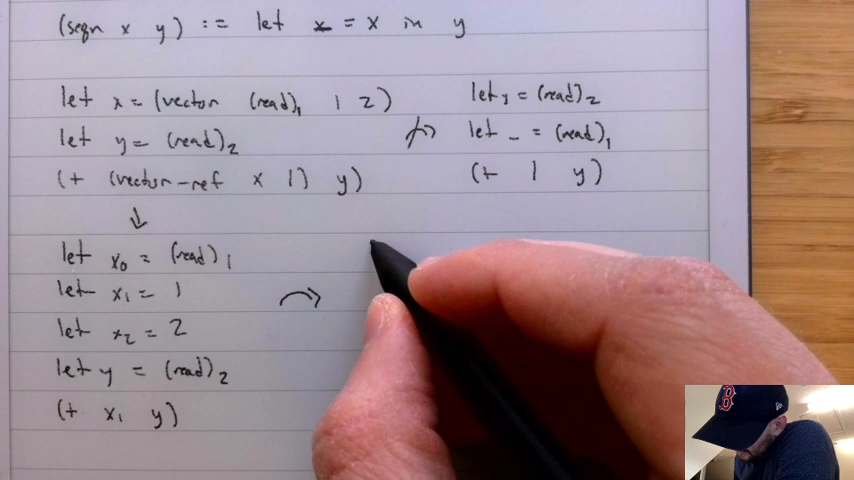 (seqn x y) := let _ = x in y
let x = (vector (read)₁ 1 2)
let y = (read)₂
(+ (vector-ref x 1) y)
let y = (read)₂
let _ = (read)₁
(+ 1 y)
↓
let x₀ = (read)₁
let x₁ = 1
let x₂ = 2
let y = (read)₂
(+ x₁ y)
B